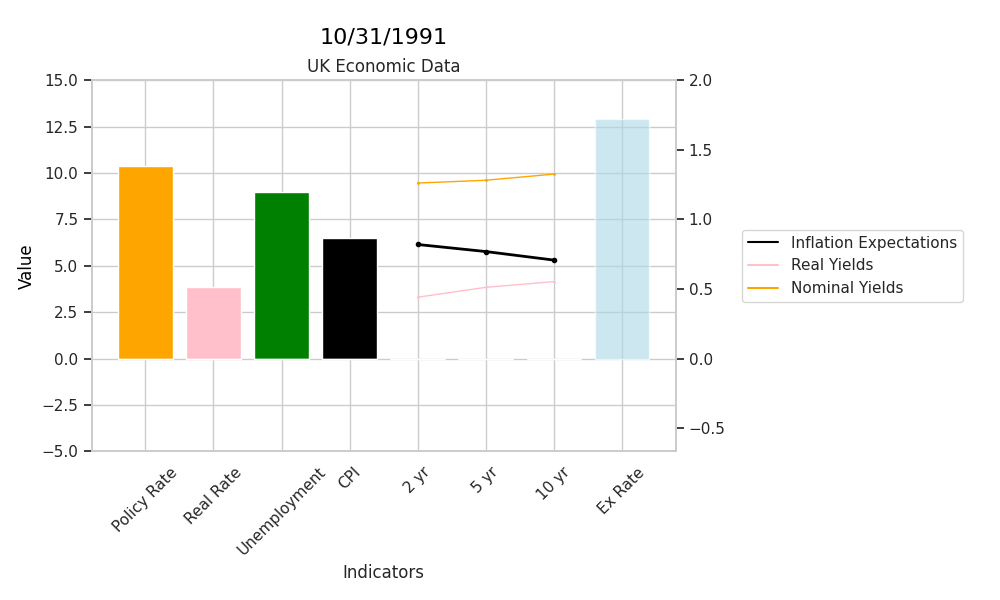 10/31/1991
UK Economic Data
15.0
12.5
10.0
7.5
5.0
2.5
0.0
−2.5
−5.0
Value
2.0
1.5
1.0
0.5
0.0
−0.5
Inflation Expectations
Real Yields
Nominal Yields
Policy Rate
Real Rate
Unemployment
CPI
2 yr
5 yr
10 yr
Ex Rate
Indicators